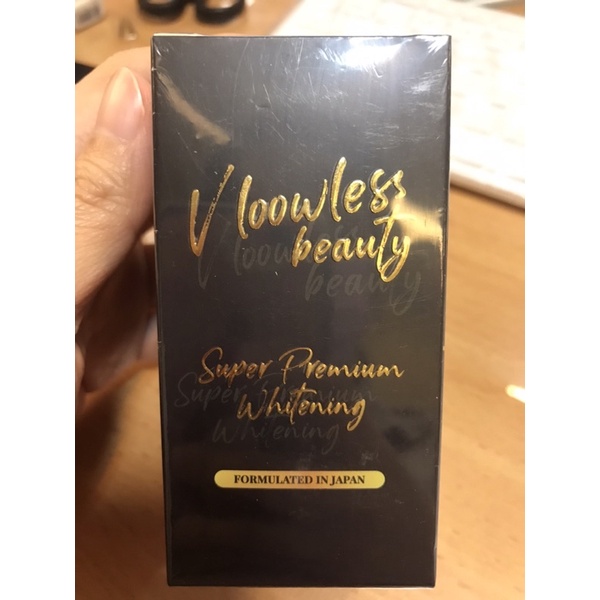 Vloowless
beauty
Super Premium
Whitening
FORMULATED IN JAPAN